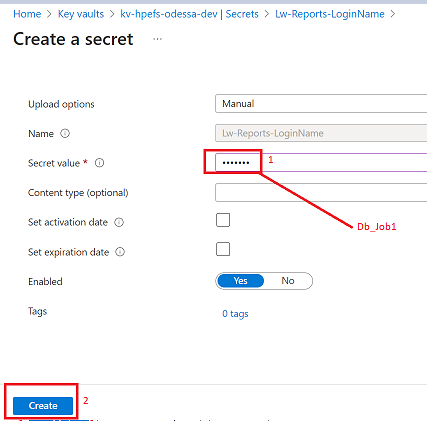 Home > Key vaults > kv-hpefs-odessa-dev | Secrets > Lw-Reports-LoginName >
Create a secret ...
Upload options Manual
Name Lw-Reports-LoginName
Secret value * ••••••• 1
Content type (optional)
Set activation date
Db_Job1
Set expiration date
Enabled Yes No
Tags 0 tags
Create 2